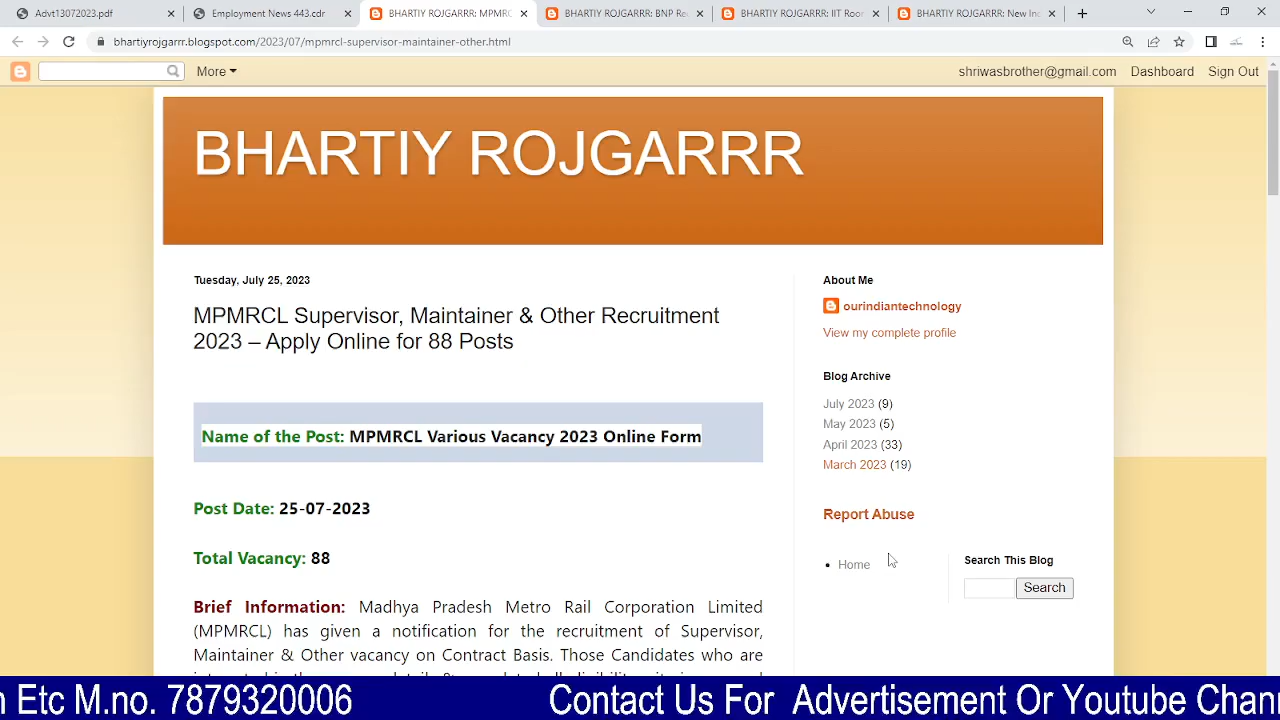 Advt13072023.pdf
Employment News 443.cdr
BHARTIY ROJGARRR: MPMRC
BHARTIY ROJGARRR: BNP Re
BHARTIY ROJGARRR: IIT Roor
BHARTIY ROJGARRR: New In
bhartiyrojgarrr.blogspot.com/2023/07/mpmrcl-supervisor-maintainer-other.html
More
shriwasbrother@gmail.com
Dashboard
Sign Out
BHARTIY ROJGARRR
Tuesday, July 25, 2023
MPMRCL Supervisor, Maintainer & Other Recruitment
2023 – Apply Online for 88 Posts
Name of the Post: MPMRCL Various Vacancy 2023 Online Form
Post Date: 25-07-2023
Total Vacancy: 88
Brief Information: Madhya Pradesh Metro Rail Corporation Limited
(MPMRCL) has given a notification for the recruitment of Supervisor,
Maintainer & Other vacancy on Contract Basis. Those Candidates who are
About Me
ourindiantechnology
View my complete profile
Blog Archive
July 2023 (9)
May 2023 (5)
April 2023 (33)
March 2023 (19)
Report Abuse
Home
Search This Blog
Search
n Etc M.no. 7879320006 Contact Us For Advertisement Or Youtube Chan